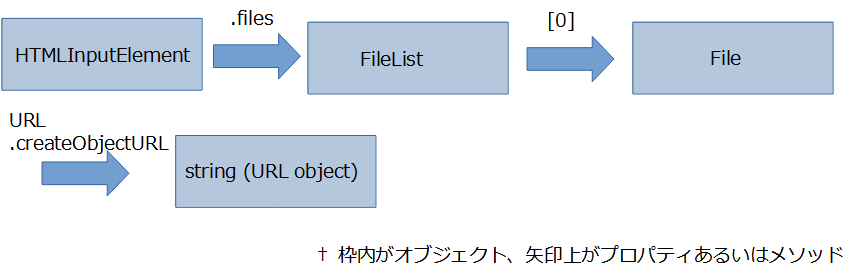 .files
[0]
HTMLInputElement
FileList
File
URL
.createObjectURL
string (URL object)
† 枠内がオブジェクト、矢印上がプロパティあるいはメソッド